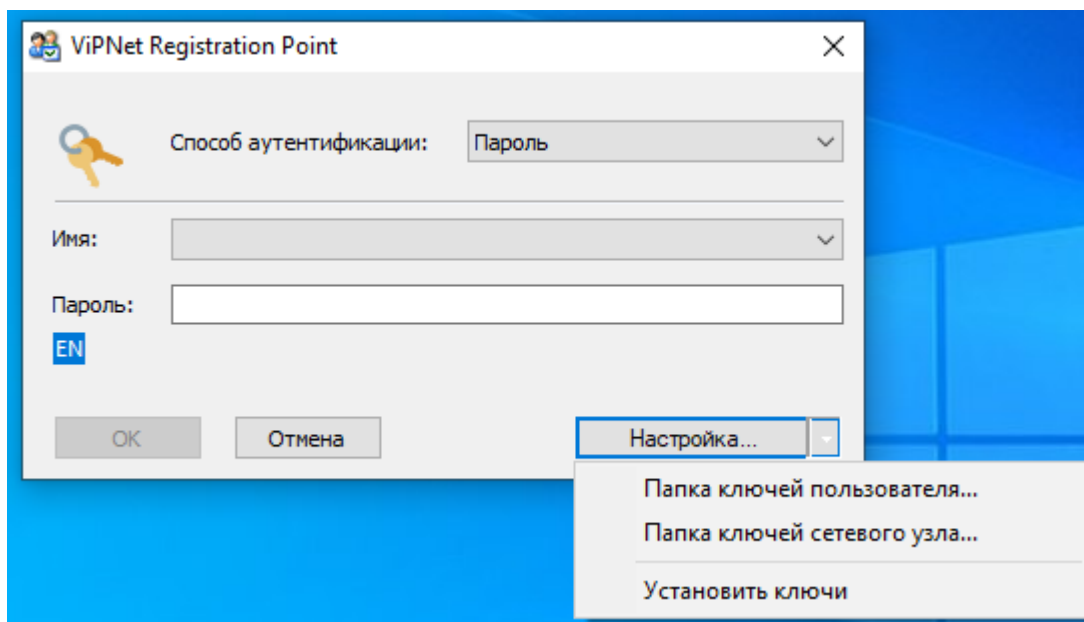 ViPNet Registration Point
Способ аутентификации: Пароль
Имя:
Пароль:
EN
OK Отмена Настройка...
Папка ключей пользователя...
Папка ключей сетевого узла...
Установить ключи